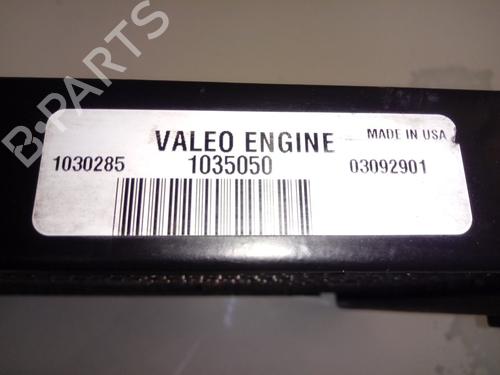 B-PARTS
VALEO ENGINE MADE IN USA
1030285 1035050 03092901